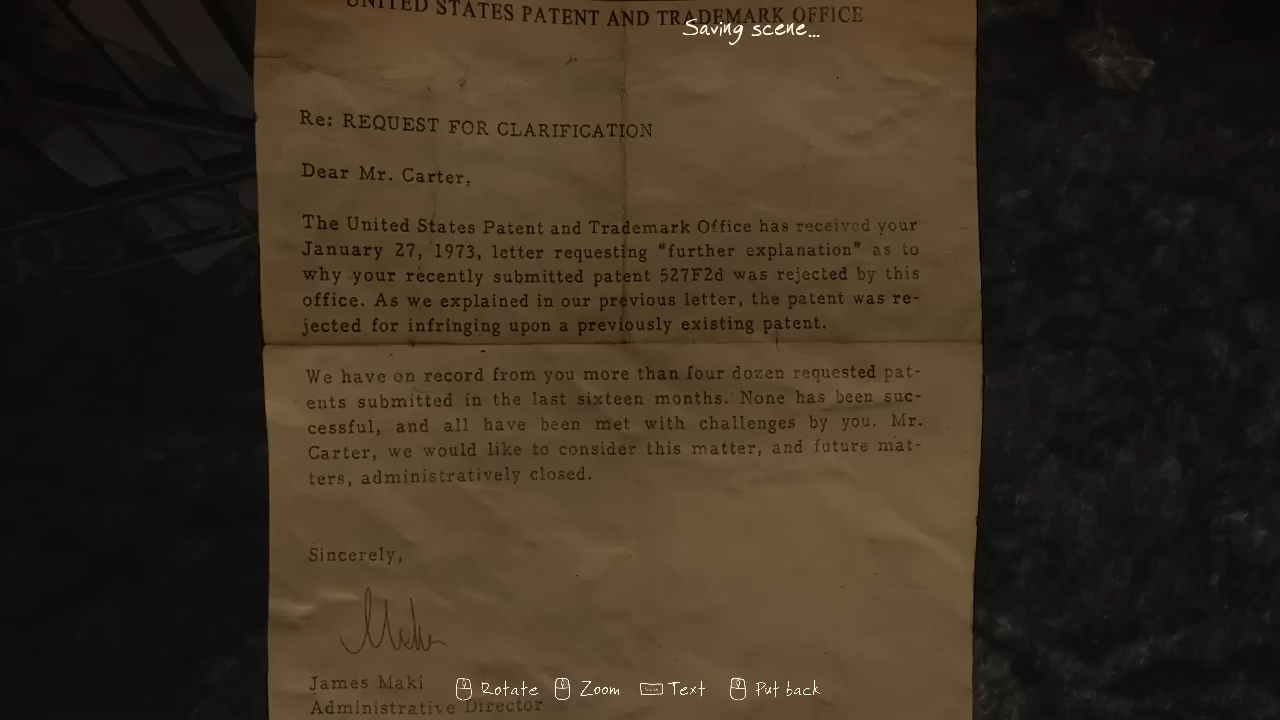 UNITED STATES PATENT AND TRADEMARK OFFICE
Saving scene...
Re: REQUEST FOR CLARIFICATION
Dear Mr. Carter,
The United States Patent and Trademark Office has received your
January 27, 1973, letter requesting "further explanation" as to
why your recently submitted patent 527F2d was rejected by this
office. As we explained in our previous letter, the patent was re-
jected for infringing upon a previously existing patent.
We have on record from you more than four dozen requested pat-
ents submitted in the last sixteen months. None has been suc-
cessful, and all have been met with challenges by you. Mr.
Carter, we would like to consider this matter, and future mat-
ters, administratively closed.
Sincerely,
James Maki
Administrative Director
Rotate Zoom Text Put back